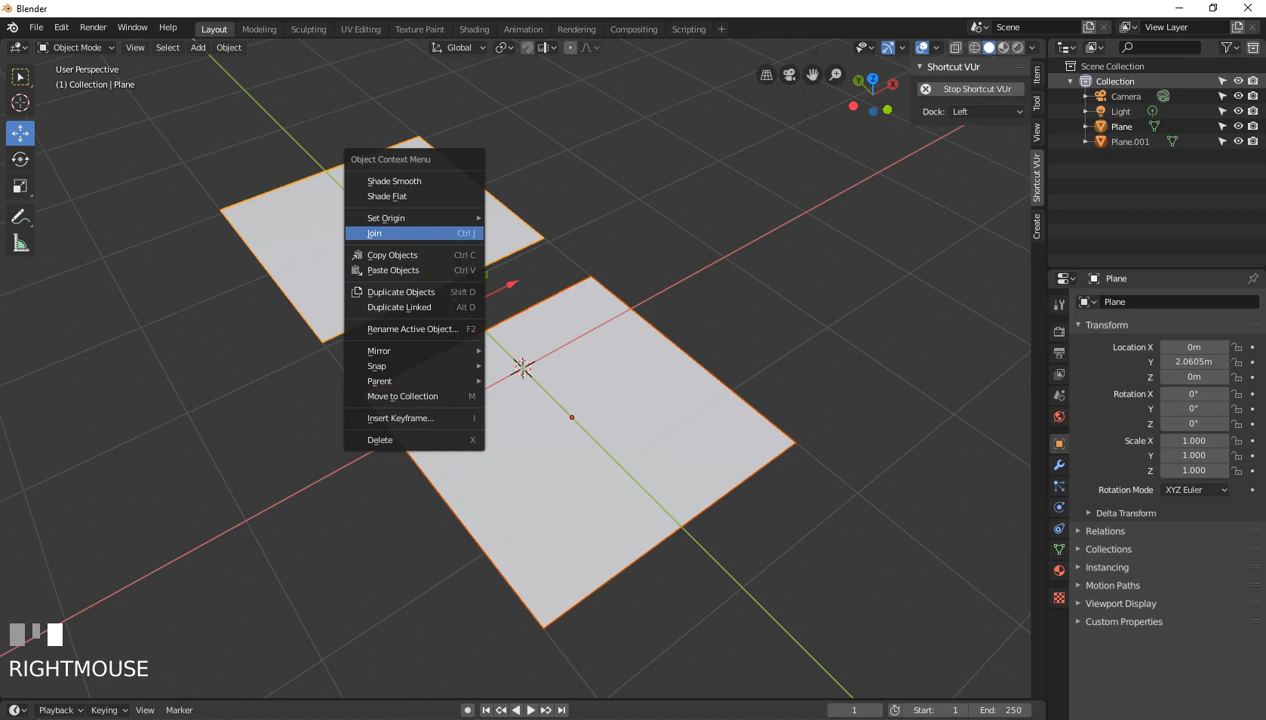 Blender
File Edit Render Window Help Layout Modeling Sculpting UV Editing Texture Paint Shading Animation Rendering Compositing Scripting + Scene View Layer
Object Mode View Select Add Object Global
User Perspective
(1) Collection | Plane
Shortcut VUr
Stop Shortcut VUr
Dock: Left
Item
Tool
View
Shortcut VUr
Create
Scene Collection
Collection
Camera
Light
Plane
Plane.001
Object Context Menu
Shade Smooth
Shade Flat
Set Origin
Join Ctrl J
Copy Objects Ctrl C
Paste Objects Ctrl V
Duplicate Objects Shift D
Duplicate Linked Alt D
Rename Active Object... F2
Mirror
Snap
Parent
Move to Collection M
Insert Keyframe... I
Delete X
Plane
Plane
Transform
Location X 0m
Y 2.0605m
Z 0m
Rotation X 0°
Y 0°
Z 0°
Scale X 1.000
Y 1.000
Z 1.000
Rotation Mode XYZ Euler
Delta Transform
Relations
Collections
Instancing
Motion Paths
Viewport Display
Custom Properties
RIGHTMOUSE
Playback Keying View Marker 1 Start: 1 End: 250